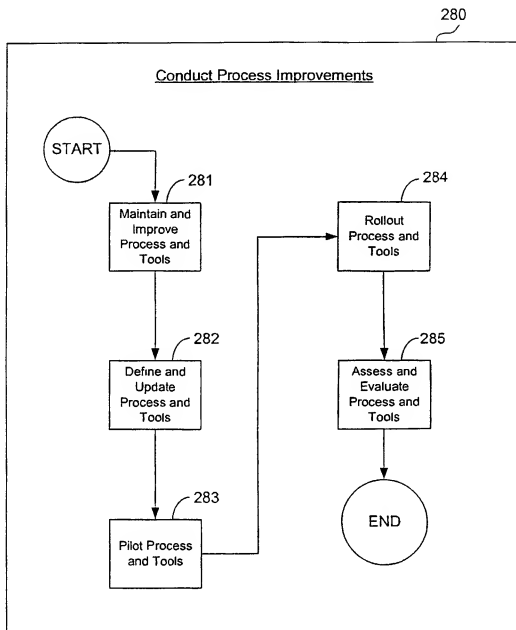 280
Conduct Process Improvements
START
281
Maintain and
Improve
Process and
Tools
282
Define and
Update
Process and
Tools
283
Pilot Process
and Tools
284
Rollout
Process and
Tools
285
Assess and
Evaluate
Process and
Tools
END